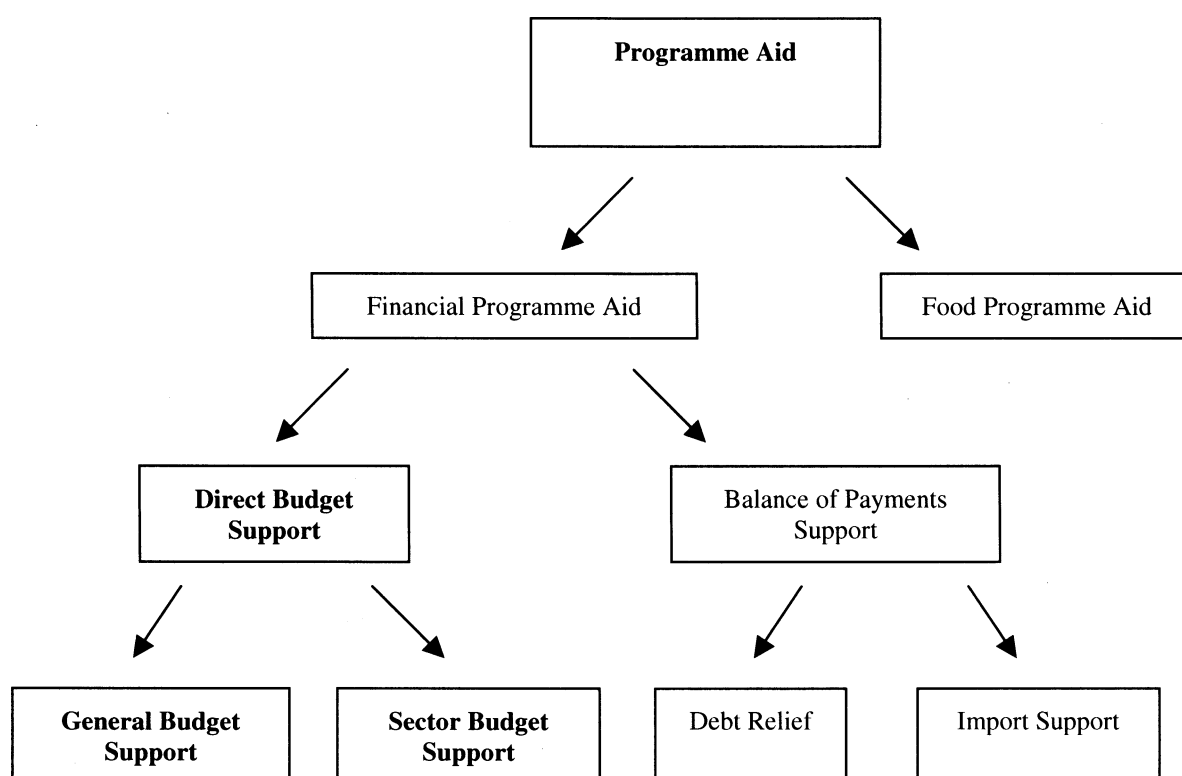 Programme Aid
Financial Programme Aid
Food Programme Aid
Direct Budget
Support
Balance of Payments
Support
General Budget
Support
Sector Budget
Support
Debt Relief
Import Support